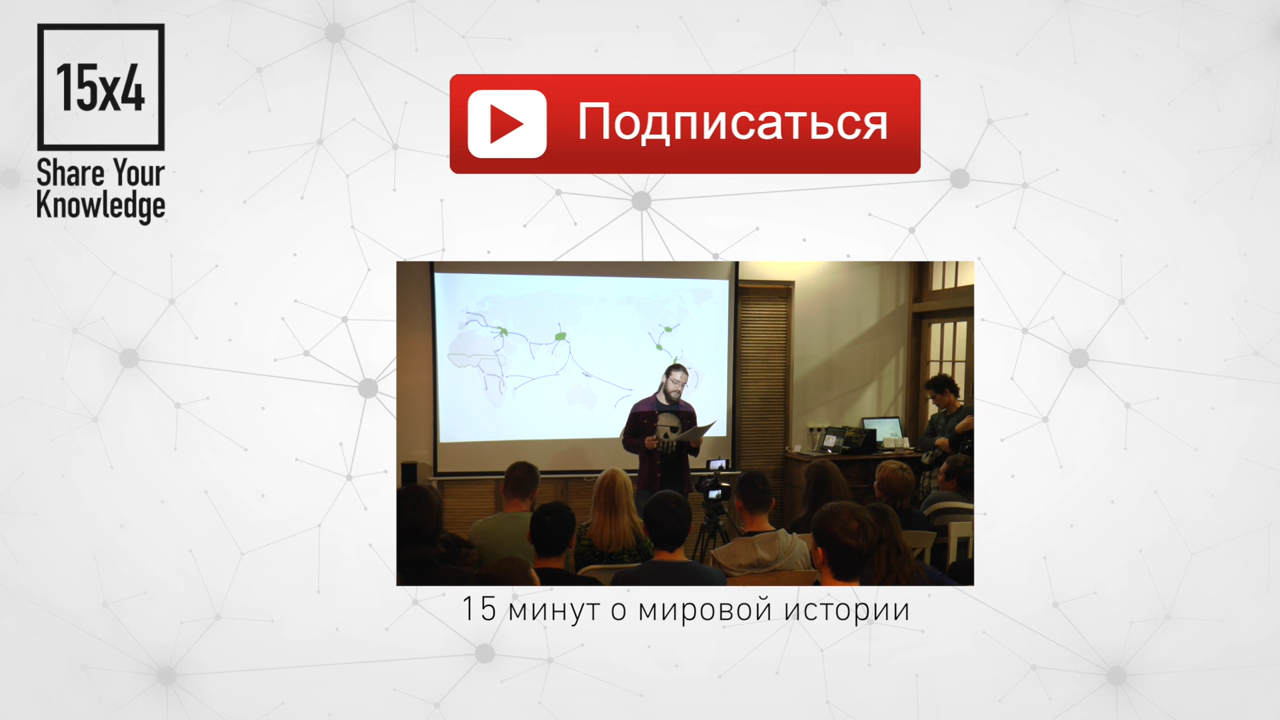 15x4
Share Your
Knowledge
Подписаться
15 минут о мировой истории